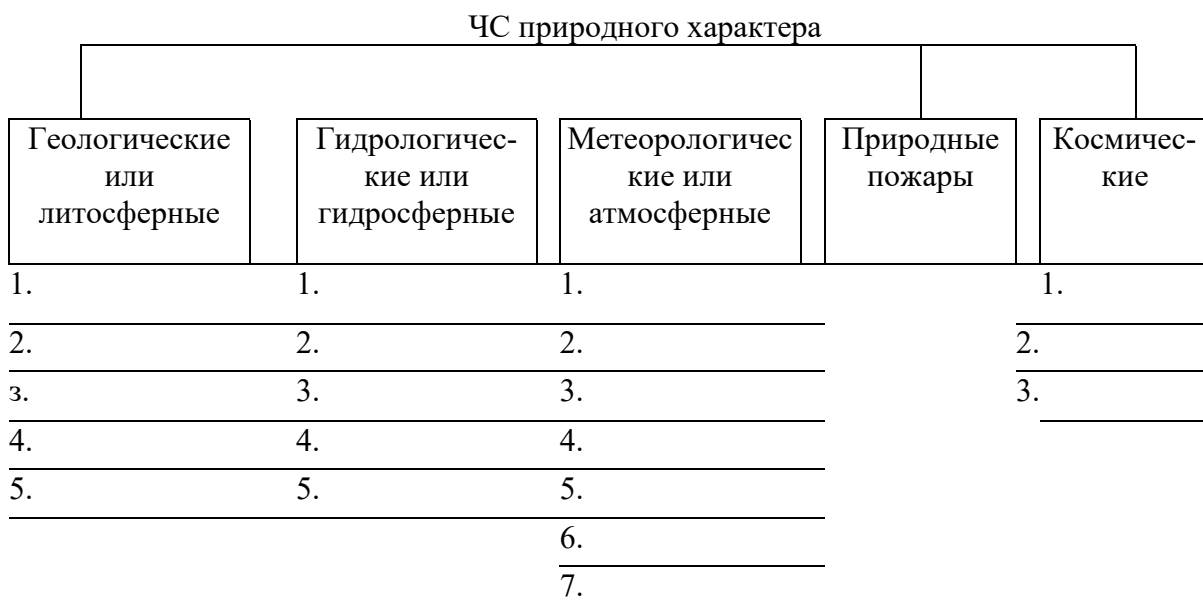 ЧС природного характера
Геологические
или
литосферные
Гидрологичес-
кие или
гидросферные
Метеорологичес
кие или
атмосферные
Природные
пожары
Космичес-
кие
1. 1. 1. 1.
2. 2. 2. 2.
з. 3. 3. 3.
4. 4. 4.
5. 5. 5.
6.
7.